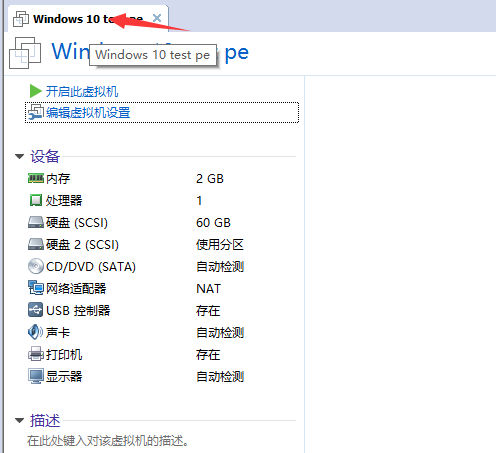 Windows 10 test pe
Windows 10 test pe
Windows 10 test pe
开启此虚拟机
编辑虚拟机设置
设备
内存 2 GB
处理器 1
硬盘 (SCSI) 60 GB
硬盘 2 (SCSI) 使用分区
CD/DVD (SATA) 自动检测
网络适配器 NAT
USB 控制器 存在
声卡 自动检测
打印机 存在
显示器 自动检测
描述
在此处键入对该虚拟机的描述。